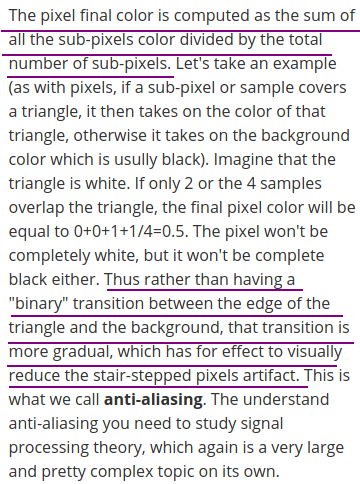 The pixel final color is computed as the sum of
all the sub-pixels color divided by the total
number of sub-pixels. Let's take an example
(as with pixels, if a sub-pixel or sample covers
a triangle, it then takes on the color of that
triangle, otherwise it takes on the background
color which is usully black). Imagine that the
triangle is white. If only 2 or the 4 samples
overlap the triangle, the final pixel color will be
equal to 0+0+1+1/4=0.5. The pixel won't be
completely white, but it won't be complete
black either. Thus rather than having a
"binary" transition between the edge of the
triangle and the background, that transition is
more gradual, which has for effect to visually
reduce the stair-stepped pixels artifact. This is
what we call anti-aliasing. The understand
anti-aliasing you need to study signal
processing theory, which again is a very large
and pretty complex topic on its own.